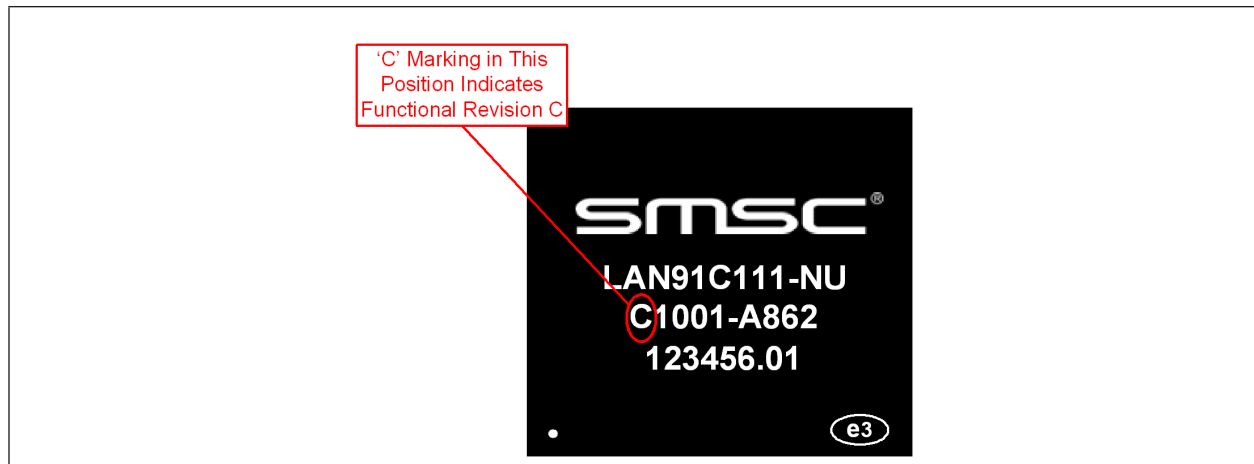 ‘C’ Marking in This
Position Indicates
Functional Revision C
SMSC®
LAN91C111-NU
C1001-A862
123456.01
e3